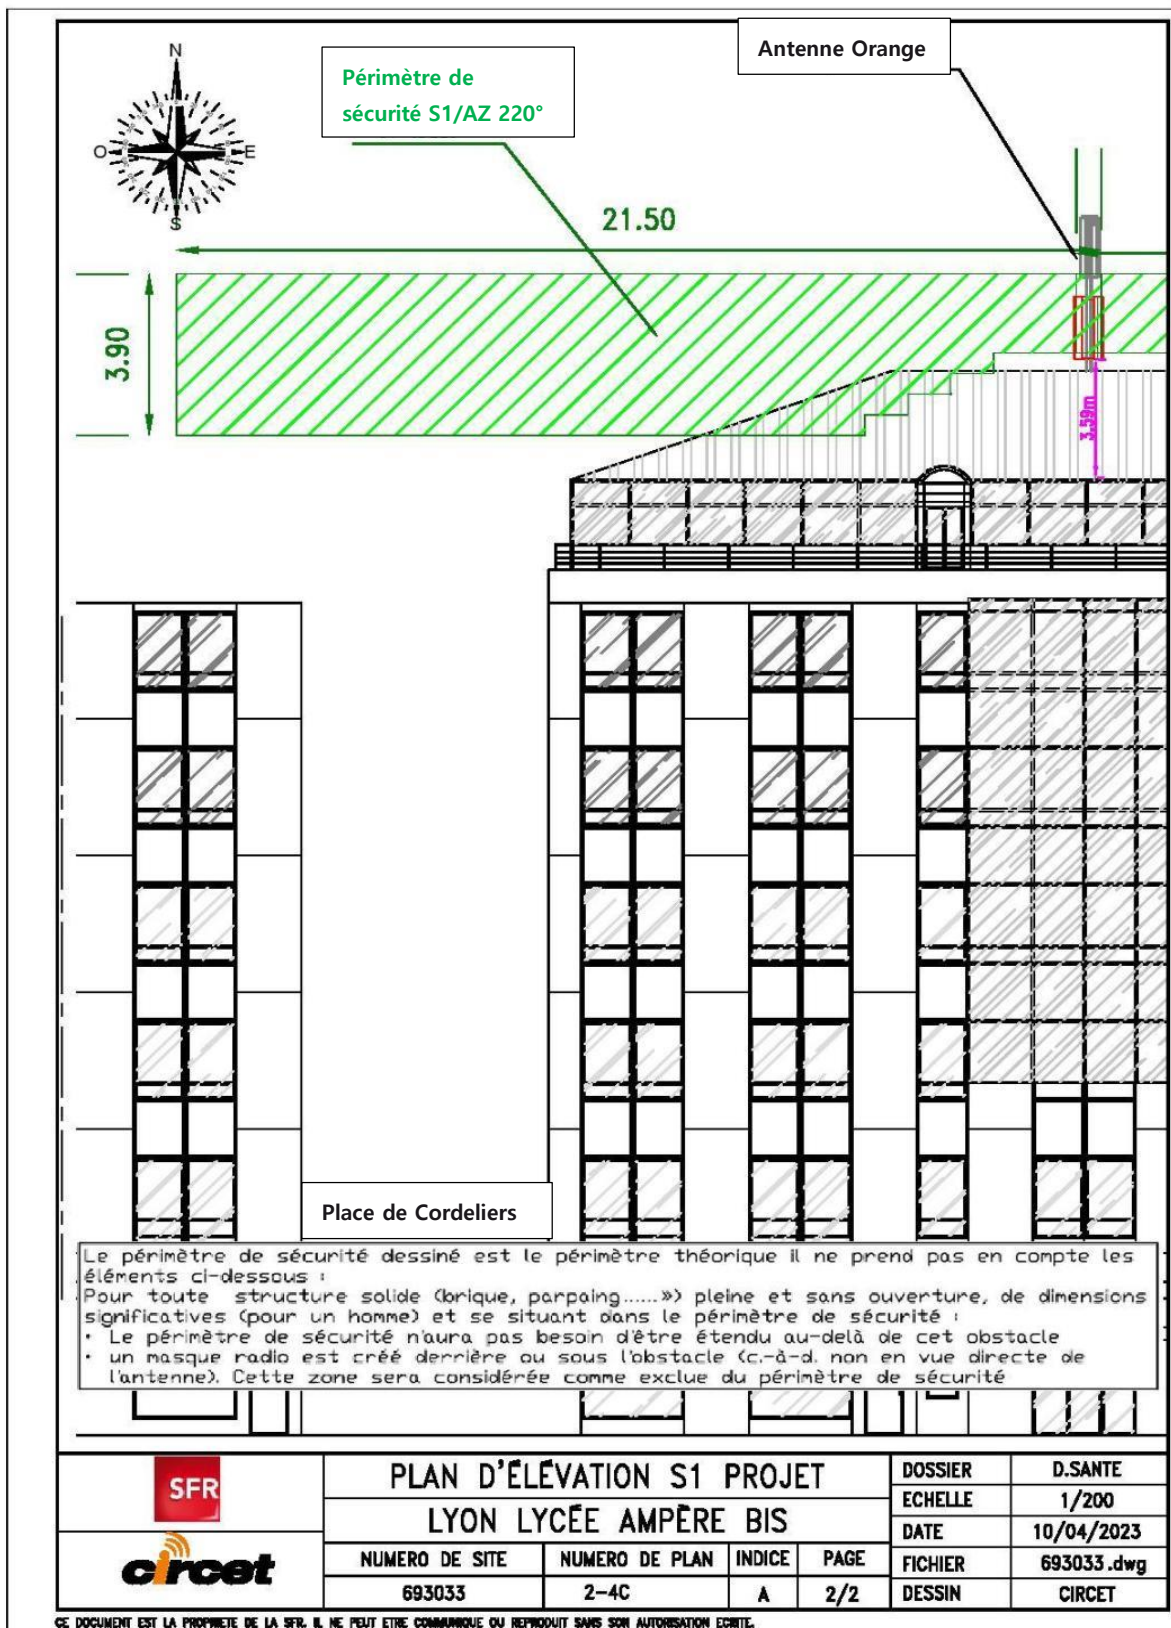 N
O
E
S
Périmètre de
sécurité S1/AZ 220°
Antenne Orange
21.50
3.90
3.59m
Place de Cordeliers
Le périmètre de sécurité dessiné est le périmètre théorique il ne prend pas en compte les
éléments ci-dessous :
Pour toute structure solide (brique, parpaing......») pleine et sans ouverture, de dimensions
significatives (pour un homme) et se situant dans le périmètre de sécurité :
• Le périmètre de sécurité n'aura pas besoin d'être étendu au-delà de cet obstacle
• un masque radio est créé derrière ou sous l'obstacle (c.-à-d. non en vue directe de
l'antenne). Cette zone sera considérée comme exclue du périmètre de sécurité
SFR
circet
PLAN D'ÉLÉVATION S1 PROJET
LYON LYCÉE AMPÈRE BIS
NUMERO DE SITE
NUMERO DE PLAN
INDICE
PAGE
693033
2-4C
A
2/2
DOSSIER
D.SANTE
ECHELLE
1/200
DATE
10/04/2023
FICHIER
693033.dwg
DESSIN
CIRCET
CE DOCUMENT EST LA PROPRIETE DE LA SFR. IL NE PEUT ETRE COMMUNIQUE OU REPRODUIT SANS SON AUTORISATION ECRITE.